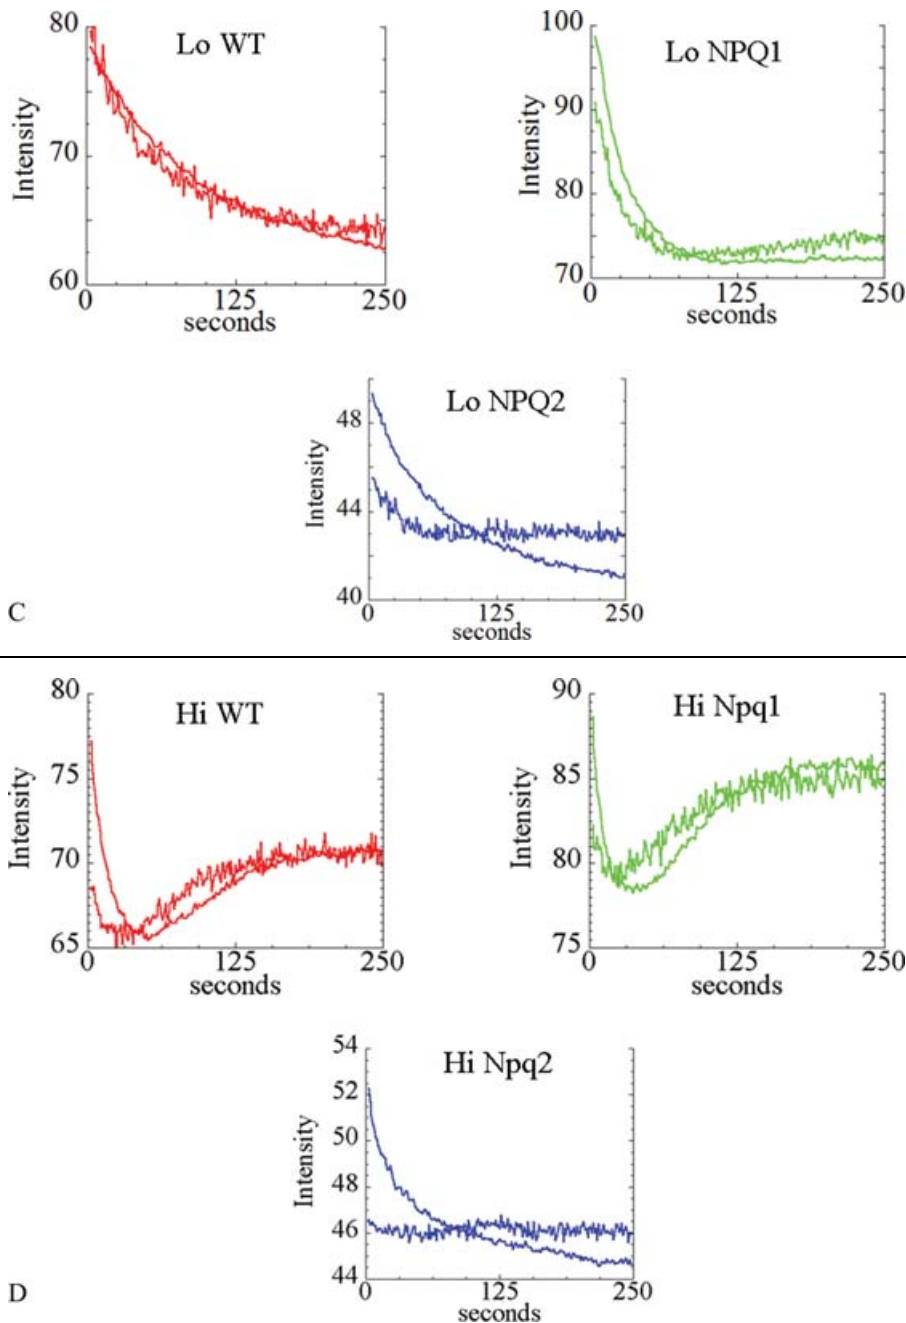 80
Lo WT
Intensity
70
60
0
125
250
seconds
100
Lo NPQ1
Intensity
90
80
70
0
125
250
seconds
48
Lo NPQ2
Intensity
44
40
0
125
250
seconds
C
80
Hi WT
75
Intensity
70
65
0
125
250
seconds
90
Hi Npq1
85
Intensity
80
75
0
125
250
seconds
54
Hi Npq2
52
50
Intensity
48
46
44
0
125
250
seconds
D